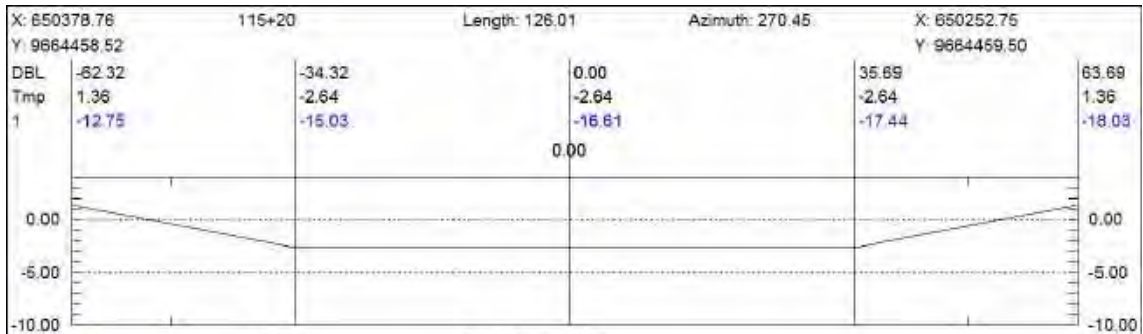 X: 650378.76 115+20 Length: 126.01 Azimuth: 270.45 X: 650252.75
Y: 9664458.52 Y: 9664459.50
DBL -62.32 -34.32 0.00 35.69 63.69
Tmp 1.36 -2.64 -2.64 -2.64 1.36
1 -12.75 -15.03 -16.61 -17.44 -18.03
0.00
0.00 0.00
-5.00 -5.00
-10.00 -10.00